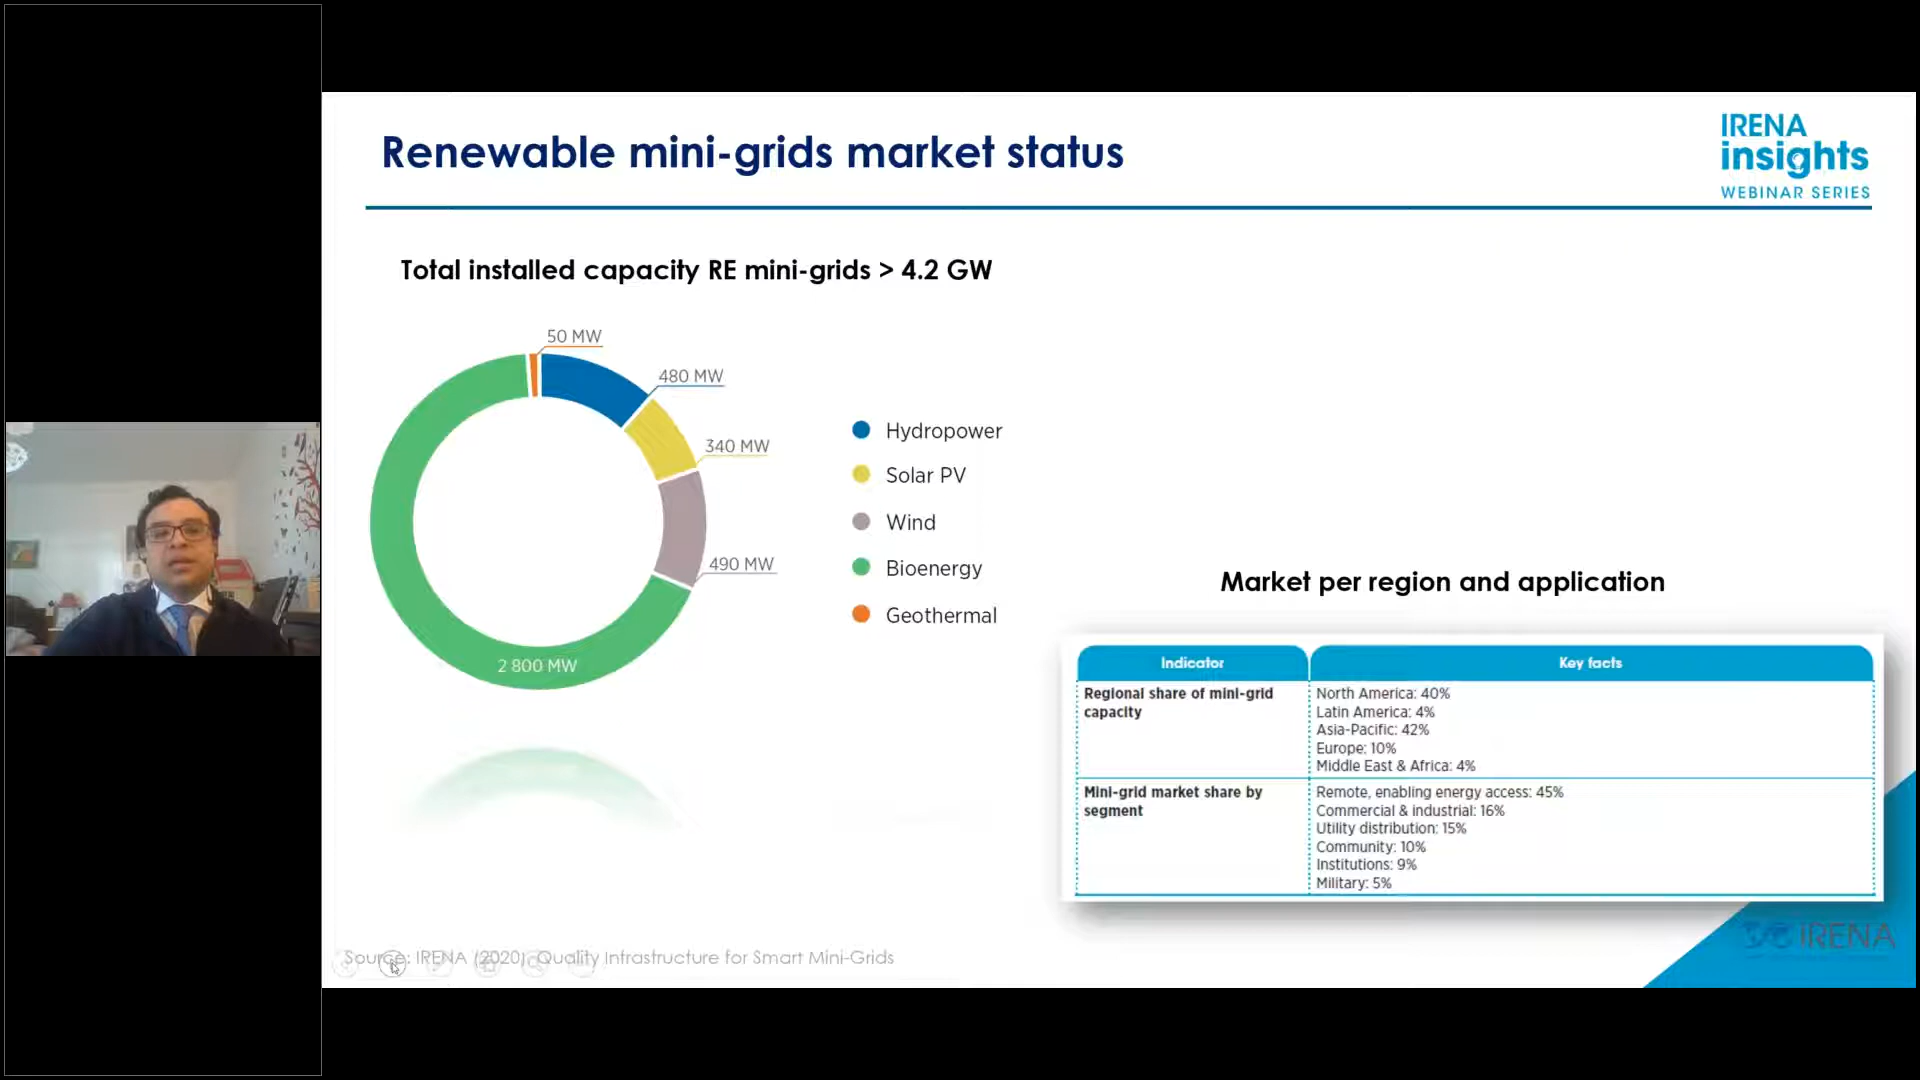 Renewable mini-grids market status
IRENA
insights
WEBINAR SERIES
Total installed capacity RE mini-grids > 4.2 GW
50 MW
480 MW
340 MW
490 MW
2 800 MW
Hydropower
Solar PV
Wind
Bioenergy
Geothermal
Market per region and application
Indicator
Key facts
Regional share of mini-grid
capacity
North America: 40%
Latin America: 4%
Asia-Pacific: 42%
Europe: 10%
Middle East & Africa: 4%
Mini-grid market share by
segment
Remote, enabling energy access: 45%
Commercial & industrial: 16%
Utility distribution: 15%
Community: 10%
Institutions: 9%
Military: 5%
Source: IRENA (2020), Quality Infrastructure for Smart Mini-Grids
IRENA